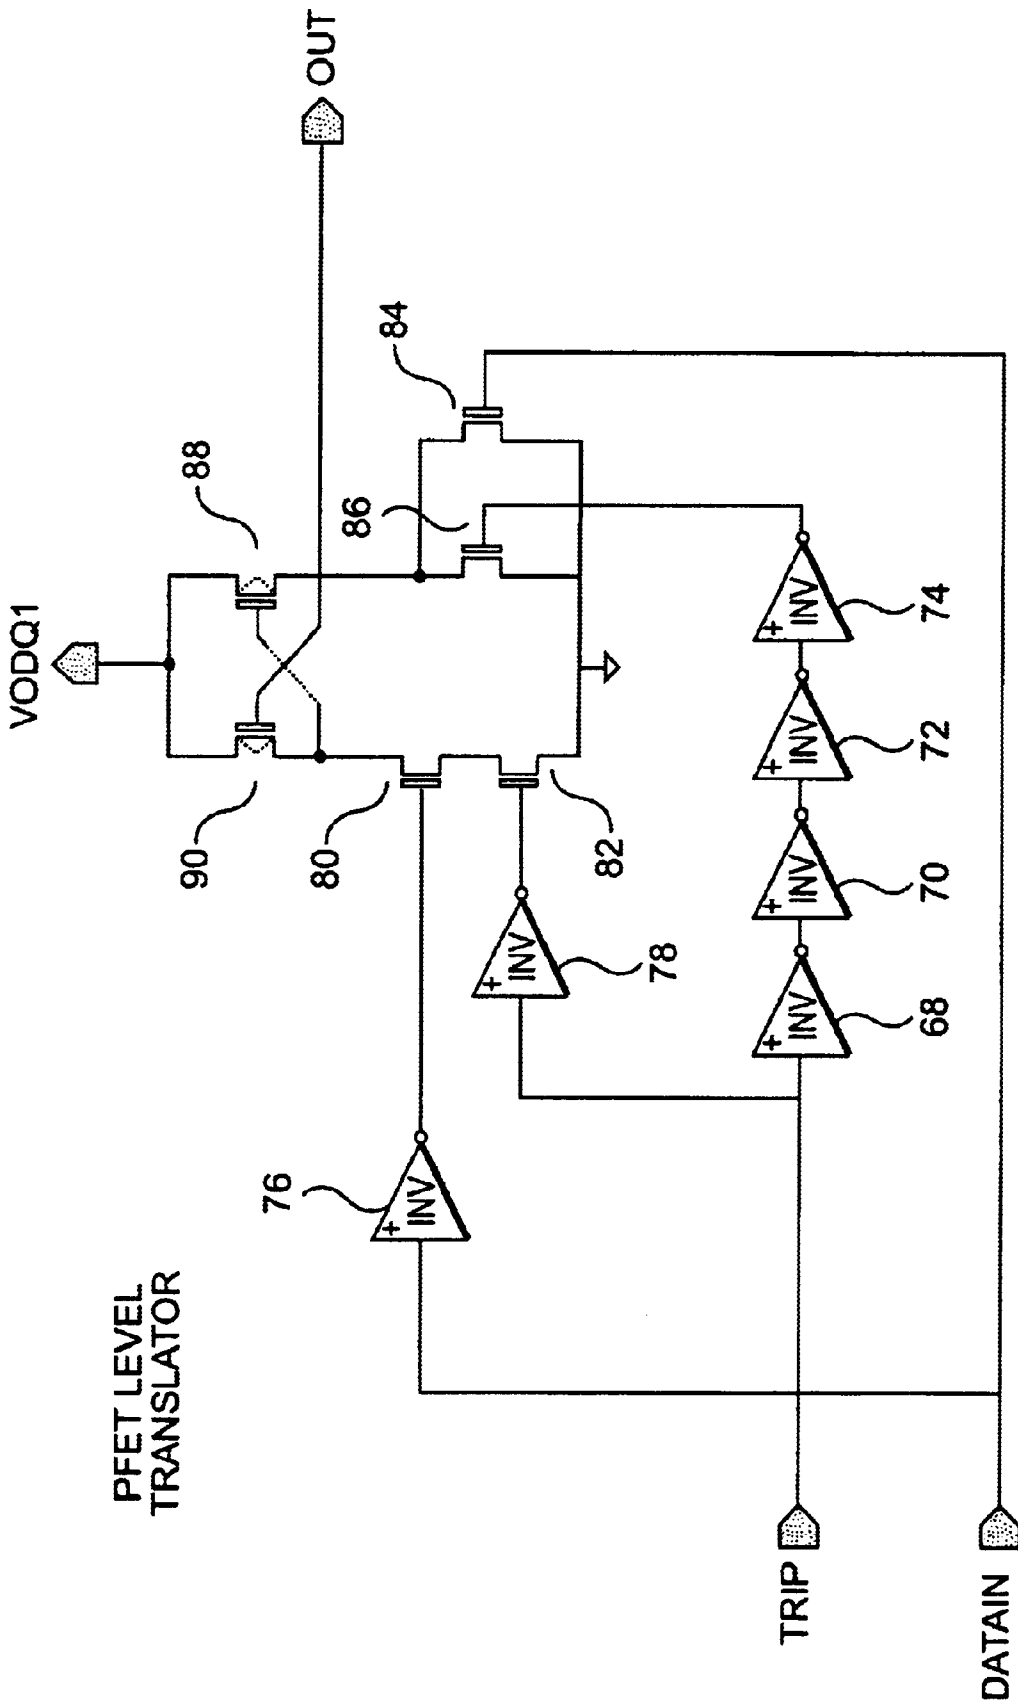 PFET LEVEL
TRANSLATOR
VODQ1
OUT
90
88
80
82
86
84
76
INV
+
78
INV
+
68
INV
+
70
INV
+
72
INV
+
74
INV
+
TRIP
DATAIN